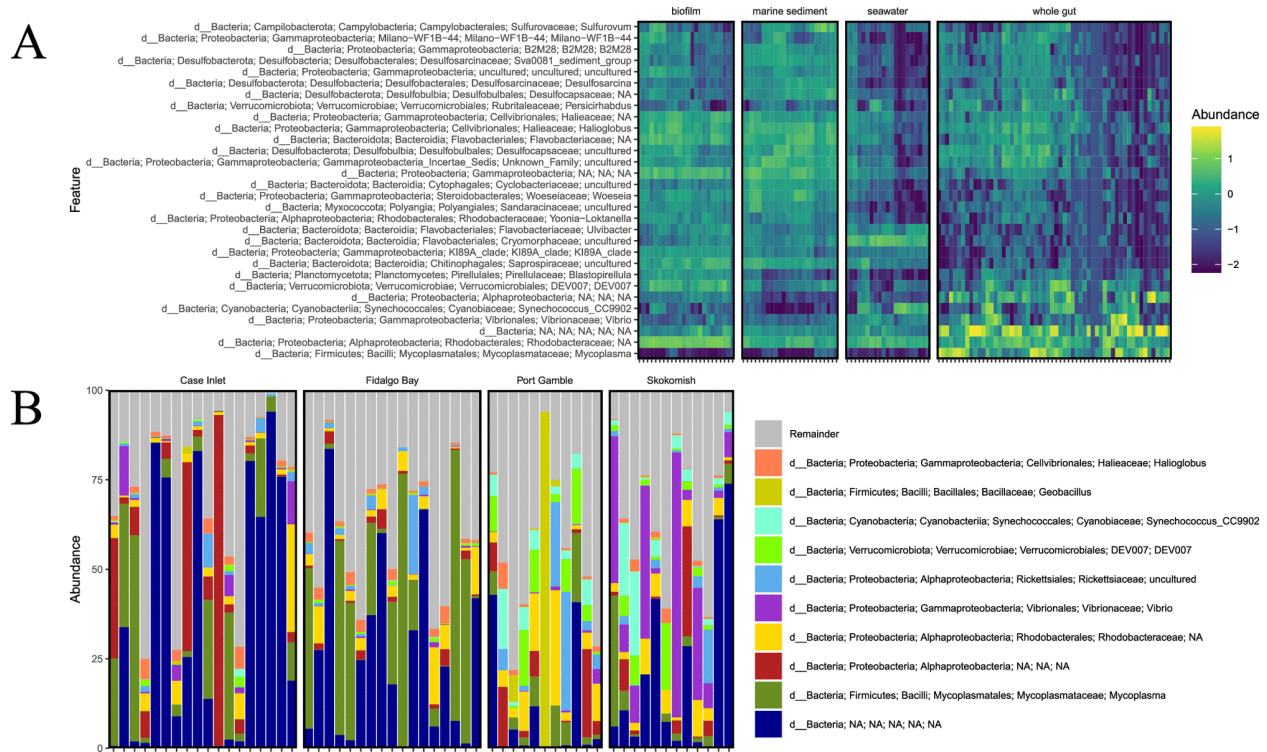 A
biofilm marine sediment seawater whole gut
d__Bacteria; Campilobacterota; Campylobacteria; Campylobacterales; Sulfurovaceae; Sulfurovum
d__Bacteria; Proteobacteria; Gammaproteobacteria; Milano−WF1B−44; Milano−WF1B−44; Milano−WF1B−44
d__Bacteria; Proteobacteria; Gammaproteobacteria; B2M28; B2M28; B2M28
d__Bacteria; Desulfobacterota; Desulfobacteria; Desulfobacterales; Desulfosarcinaceae; Sva0081_sediment_group
d__Bacteria; Proteobacteria; Gammaproteobacteria; uncultured; uncultured; uncultured
d__Bacteria; Desulfobacterota; Desulfobacteria; Desulfobacterales; Desulfosarcinaceae; Desulfosarcina
d__Bacteria; Desulfobacterota; Desulfobulbia; Desulfobulbales; Desulfocapsaceae; NA
d__Bacteria; Verrucomicrobiota; Verrucomicrobiae; Verrucomicrobiales; Rubritaleaceae; Persicirhabdus
d__Bacteria; Proteobacteria; Gammaproteobacteria; Cellvibrionales; Halieaceae; NA
d__Bacteria; Proteobacteria; Gammaproteobacteria; Cellvibrionales; Halieaceae; Halioglobus
d__Bacteria; Bacteroidota; Bacteroidia; Flavobacteriales; Flavobacteriaceae; NA
d__Bacteria; Desulfobacterota; Desulfobulbia; Desulfobulbales; Desulfocapsaceae; uncultured
d__Bacteria; Proteobacteria; Gammaproteobacteria; Gammaproteobacteria_Incertae_Sedis; Unknown_Family; uncultured
d__Bacteria; Proteobacteria; Gammaproteobacteria; NA; NA; NA
d__Bacteria; Bacteroidota; Bacteroidia; Cytophagales; Cyclobacteriaceae; uncultured
d__Bacteria; Proteobacteria; Gammaproteobacteria; Steroidobacterales; Woeseiaceae; Woeseia
d__Bacteria; Myxococcota; Polyangia; Polyangiales; Sandaracinaceae; uncultured
d__Bacteria; Proteobacteria; Alphaproteobacteria; Rhodobacterales; Rhodobacteraceae; Yoonia−Loktanella
d__Bacteria; Bacteroidota; Bacteroidia; Flavobacteriales; Flavobacteriaceae; Ulvibacter
d__Bacteria; Bacteroidota; Bacteroidia; Flavobacteriales; Cryomorphaceae; uncultured
d__Bacteria; Proteobacteria; Gammaproteobacteria; KI89A_clade; KI89A_clade; KI89A_clade
d__Bacteria; Bacteroidota; Bacteroidia; Chitinophagales; Saprospiraceae; uncultured
d__Bacteria; Planctomycetota; Planctomycetes; Pirellulales; Pirellulaceae; Blastopirellula
d__Bacteria; Verrucomicrobiota; Verrucomicrobiae; Verrucomicrobiales; DEV007; DEV007
d__Bacteria; Proteobacteria; Alphaproteobacteria; NA; NA; NA
d__Bacteria; Cyanobacteria; Cyanobacteriia; Synechococcales; Cyanobiaceae; Synechococcus_CC9902
d__Bacteria; Proteobacteria; Gammaproteobacteria; Vibrionales; Vibrionaceae; Vibrio
d__Bacteria; NA; NA; NA; NA; NA
d__Bacteria; Proteobacteria; Alphaproteobacteria; Rhodobacterales; Rhodobacteraceae; NA
d__Bacteria; Firmicutes; Bacilli; Mycoplasmatales; Mycoplasmataceae; Mycoplasma
Feature
Abundance
1
0
−1
−2
B
Case Inlet Fidalgo Bay Port Gamble Skokomish
100
75
50
25
0
Abundance
Remainder
d__Bacteria; Proteobacteria; Gammaproteobacteria; Cellvibrionales; Halieaceae; Halioglobus
d__Bacteria; Firmicutes; Bacilli; Bacillales; Bacillaceae; Geobacillus
d__Bacteria; Cyanobacteria; Cyanobacteriia; Synechococcales; Cyanobiaceae; Synechococcus_CC9902
d__Bacteria; Verrucomicrobiota; Verrucomicrobiae; Verrucomicrobiales; DEV007; DEV007
d__Bacteria; Proteobacteria; Alphaproteobacteria; Rickettsiales; Rickettsiaceae; uncultured
d__Bacteria; Proteobacteria; Gammaproteobacteria; Vibrionales; Vibrionaceae; Vibrio
d__Bacteria; Proteobacteria; Alphaproteobacteria; Rhodobacterales; Rhodobacteraceae; NA
d__Bacteria; Proteobacteria; Alphaproteobacteria; NA; NA; NA
d__Bacteria; Firmicutes; Bacilli; Mycoplasmatales; Mycoplasmataceae; Mycoplasma
d__Bacteria; NA; NA; NA; NA; NA